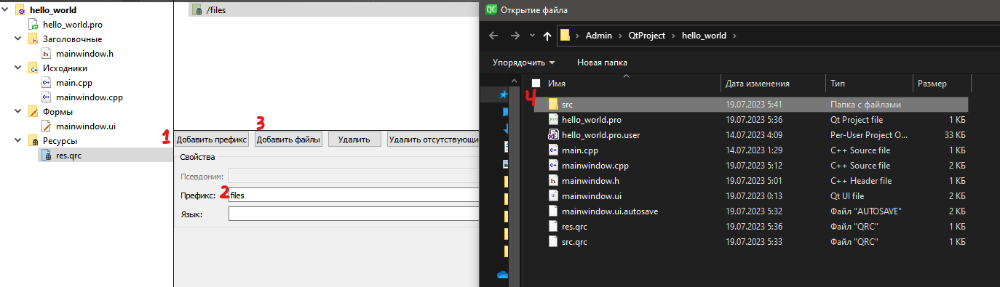 hello_world
hello_world.pro
Заголовочные
mainwindow.h
Исходники
main.cpp
mainwindow.cpp
Формы
mainwindow.ui
Ресурсы
res.qrc
/files
3
1
Добавить префикс Добавить файлы Удалить Удалить отсутствующи
Свойства
Псевдоним:
Префикс: 2 files
Язык:
QC Открытие файла
Admin QtProject hello_world
Упорядочить Новая папка
Имя Дата изменения Тип Размер
4
src 19.07.2023 5:41 Папка с файлами
hello_world.pro 19.07.2023 5:36 Qt Project file 1 КБ
hello_world.pro.user 14.07.2023 4:09 Per-User Project O... 33 КБ
main.cpp 14.07.2023 1:29 C++ Source file 1 КБ
mainwindow.cpp 19.07.2023 5:12 C++ Source file 2 КБ
mainwindow.h 19.07.2023 5:01 C++ Header file 1 КБ
mainwindow.ui 19.07.2023 0:13 Qt UI file 2 КБ
mainwindow.ui.autosave 19.07.2023 5:32 Файл "AUTOSAVE" 2 КБ
res.qrc 19.07.2023 5:36 Файл "QRC" 1 КБ
src.qrc 19.07.2023 5:33 Файл "QRC" 1 КБ